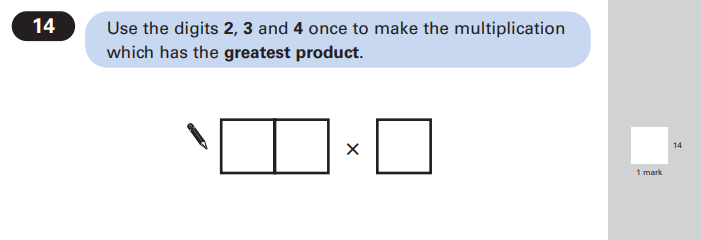 14
Use the digits 2, 3 and 4 once to make the multiplication
which has the greatest product.
×
14
1 mark